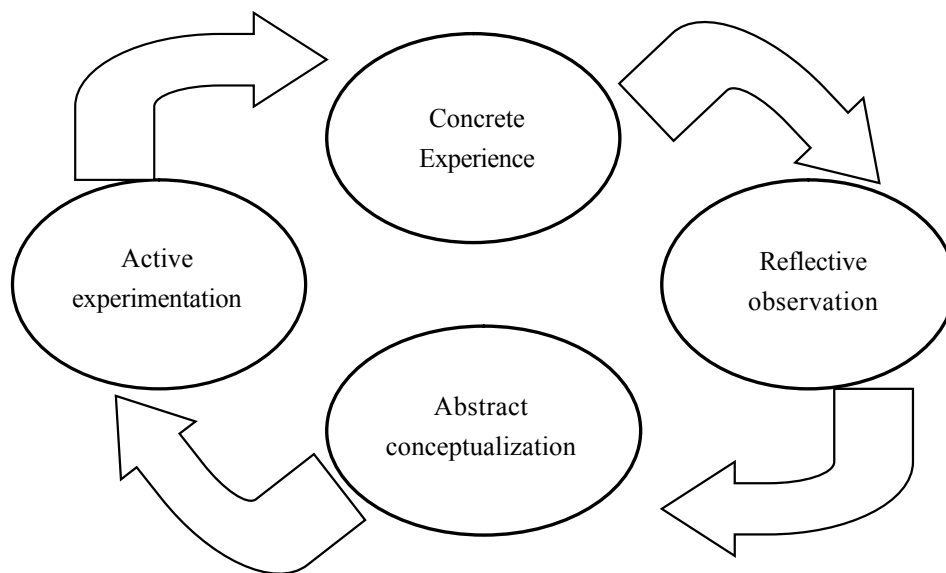 Concrete
Experience
Reflective
observation
Abstract
conceptualization
Active
experimentation